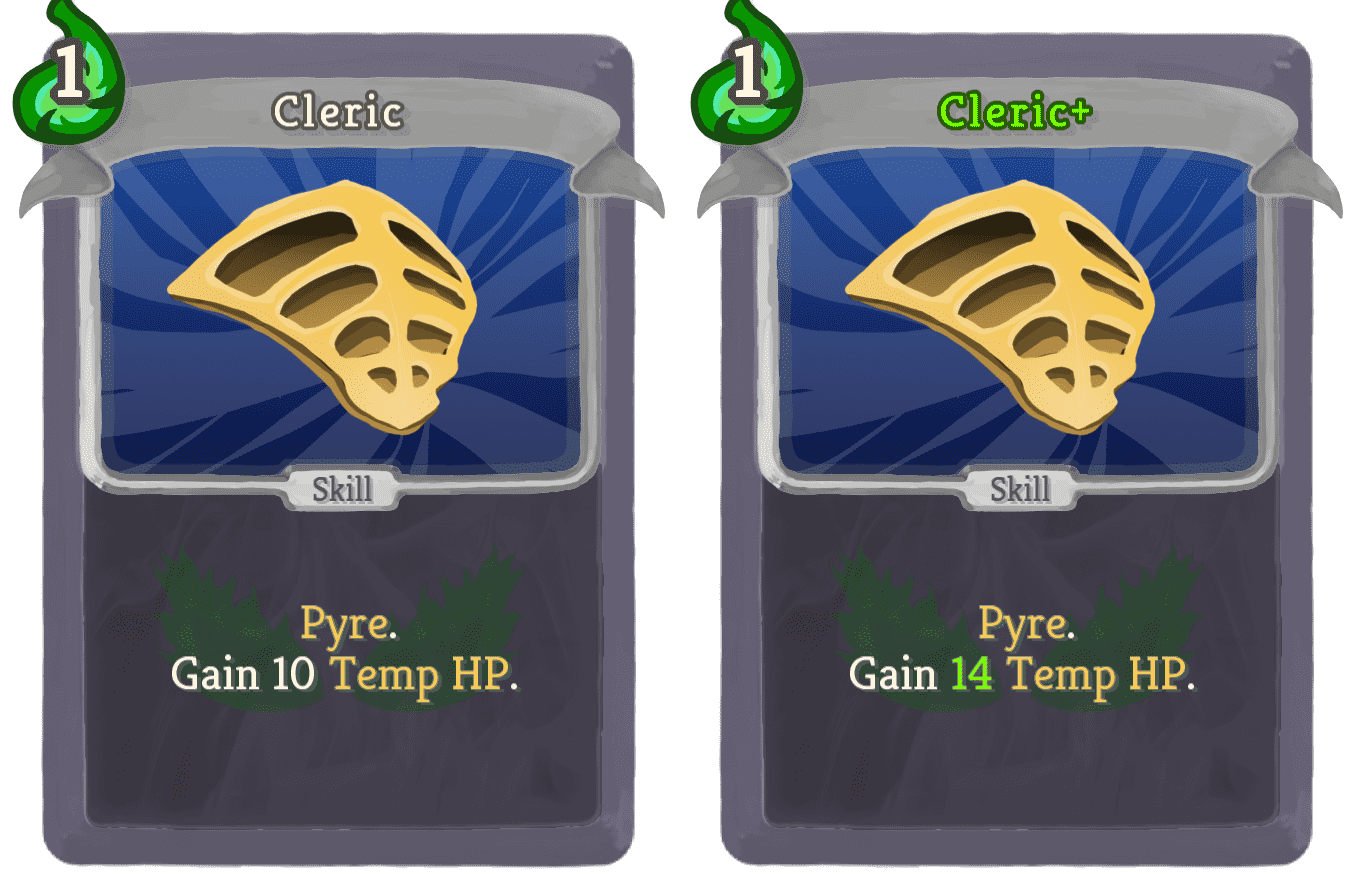 1
Cleric
Skill
Pyre.
Gain 10 Temp HP.
1
Cleric+
Skill
Pyre.
Gain 14 Temp HP.